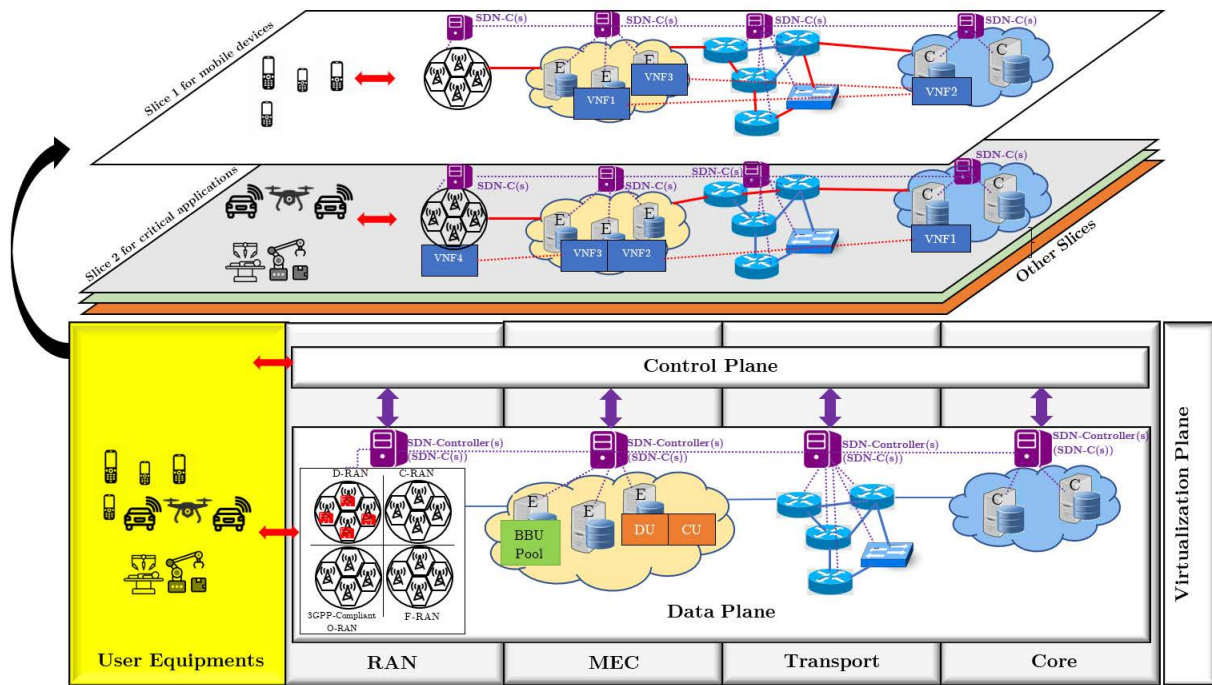 SDN-C(s)
SDN-C(s)
SDN-C(s)
SDN-C(s)
Slice 1 for mobile devices
E
E
E
C
C
VNF3
VNF1
VNF2
SDN-C(s)
SDN-C(s)
SDN-C(s)
SDN-C(s)
Slice 2 for critical applications
E
E
E
C
C
VNF4
VNF3
VNF2
VNF1
Other Slices
Control Plane
SDN-Controller(s)
(SDN-C(s))
SDN-Controller(s)
(SDN-C(s))
SDN-Controller(s)
(SDN-C(s))
SDN-Controller(s)
(SDN-C(s))
D-RAN
C-RAN
E
E
E
C
C
BBU
Pool
DU
CU
3GPP-Compliant
O-RAN
F-RAN
Data Plane
User Equipments
RAN
MEC
Transport
Core
Virtualization Plane